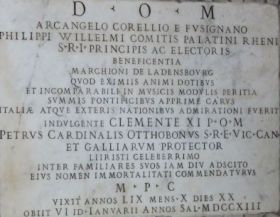 D · O · M
ARCANGELO CORELLIO E FVSIGNANO
PHILIPPI WILLELMI COMITIS PALATINI RHENI
S·R·I· PRINCIPIS AC ELECTORIS
BENEFICENTIA
MARCHIONI DE LADENSBOVRG
QVOD EXIMIIS ANIMI DOTIBVS
ET INCOMPARABILI IN MVSICIS MODVLIS PERITIA
SVMMIS PONTIFICIBVS APPRIME CARVS
ITALIÆ ATQVE EXTERIS NATIONIBVS ADMIRATIONI FVERIT
INDVLGENTE CLEMENTE XI P·O·M
PETRVS CARDINALIS OTTHOBONVS S·R·E·VIC·CAN·
ET GALLIARVM PROTECTOR
LIIRISTI CELEBERRIMO
INTER FAMILIARES SVOS IAM DIV ADSCITO
EIVS NOMEN IMMORTALITATI COMMENDATVRVS
M · P · C
VIXIT ANNOS LIX MENS·X DIES XX
OBIIT VI ID·IANVARII ANNOS SAL·MDCCXIII